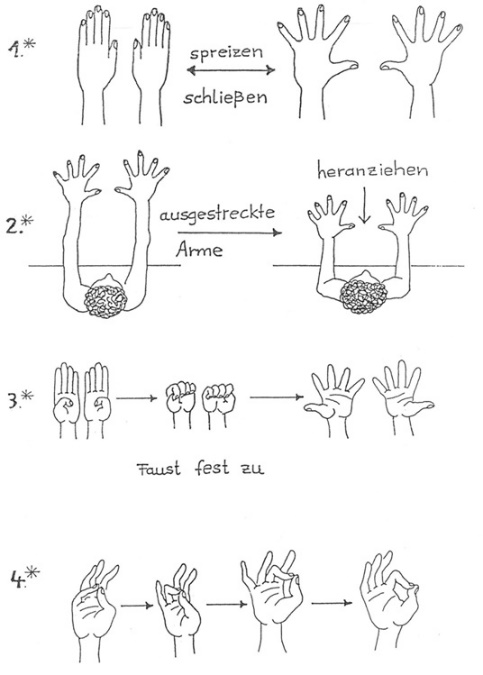 1.*
spreizen
schließen
heranziehen
2.*
ausgestreckte
Arme
3.*
Faust fest zu
4.*